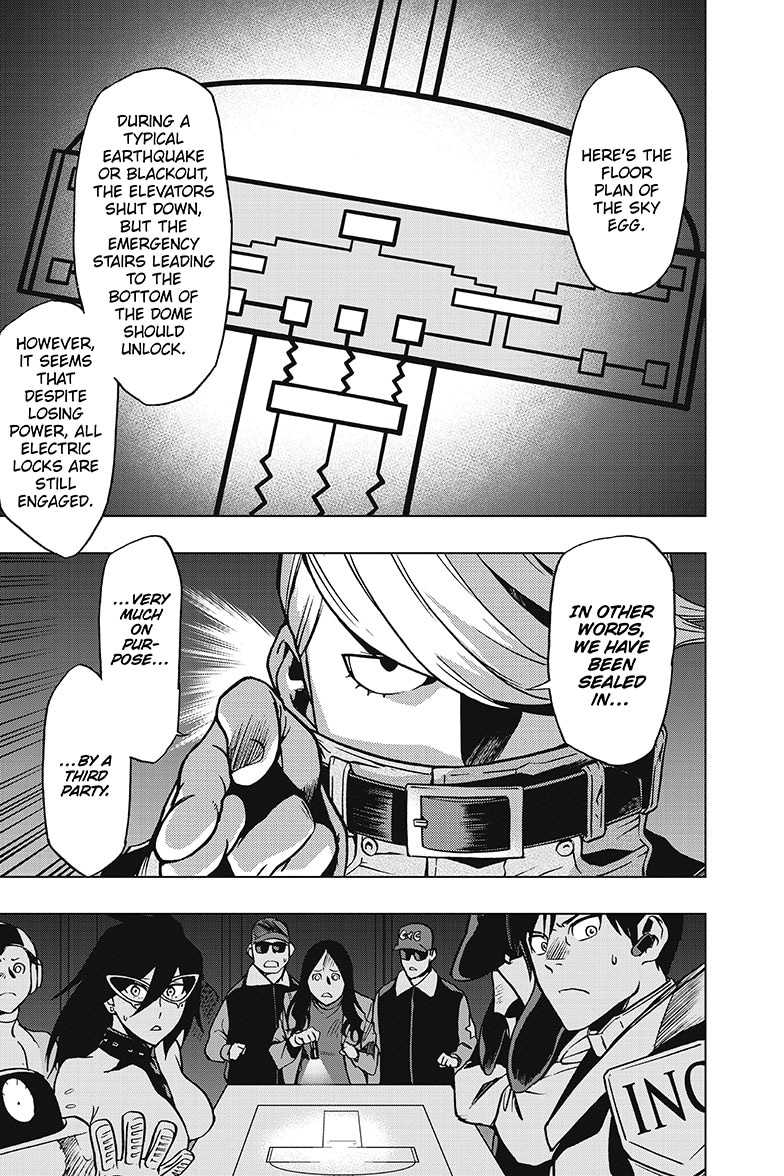 HERE'S THE
FLOOR
PLAN OF
THE SKY
EGG.
DURING A
TYPICAL
EARTHQUAKE
OR BLACKOUT,
THE ELEVATORS
SHUT DOWN,
BUT THE
EMERGENCY
STAIRS LEADING
TO THE
BOTTOM OF
THE DOME
SHOULD
UNLOCK.
HOWEVER,
IT SEEMS
THAT
DESPITE
LOSING
POWER, ALL
ELECTRIC
LOCKS ARE
STILL
ENGAGED.
IN OTHER
WORDS,
WE HAVE
BEEN
SEALED
IN...
...VERY
MUCH
ON
PUR-
POSE...
...BY A
THIRD
PARTY.
CXC
ING